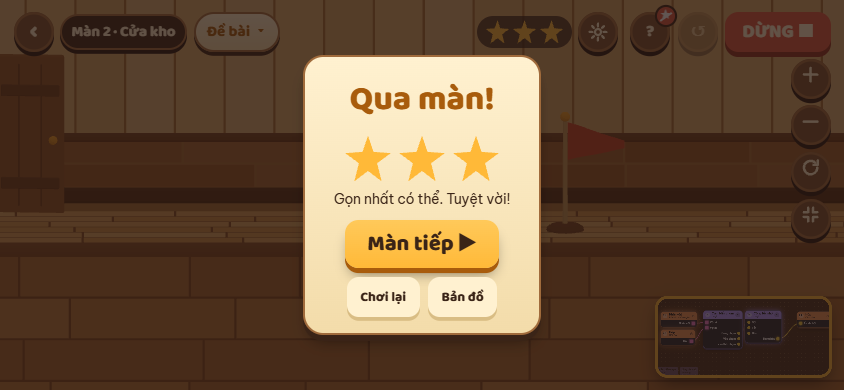 Màn 2 · Cửa kho
Đề bài
?
DỪNG
Qua màn!
Gọn nhất có thể. Tuyệt vời!
Màn tiếp ▶
Chơi lại
Bản đồ